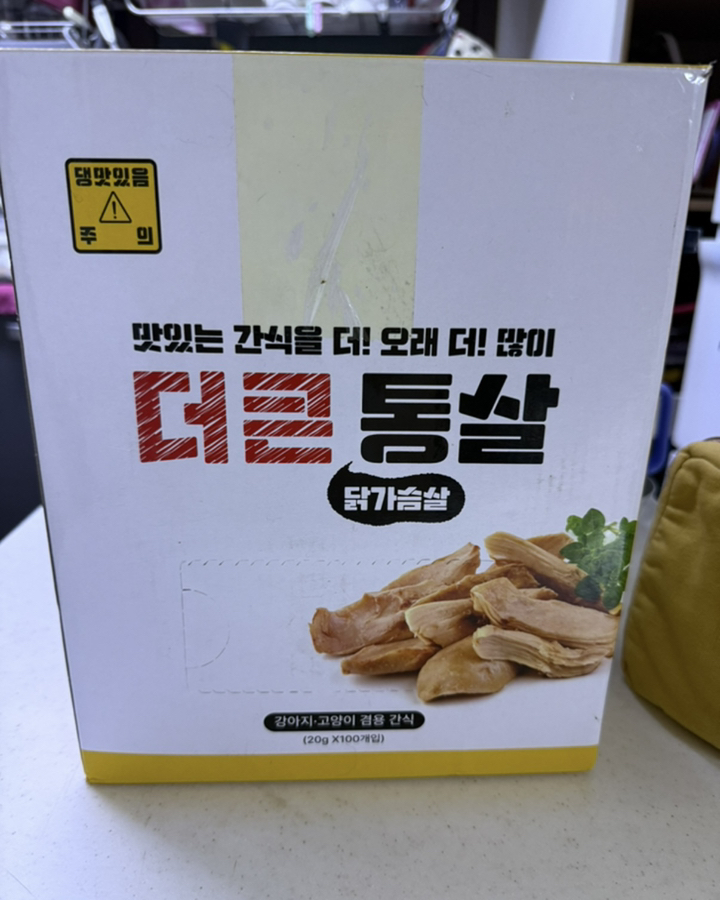 댕맛있음
주 의
맛있는 간식을 더! 오래 더! 많이
더큰 통살
닭가슴살
강아지·고양이 겸용 간식
(20g X100개입)